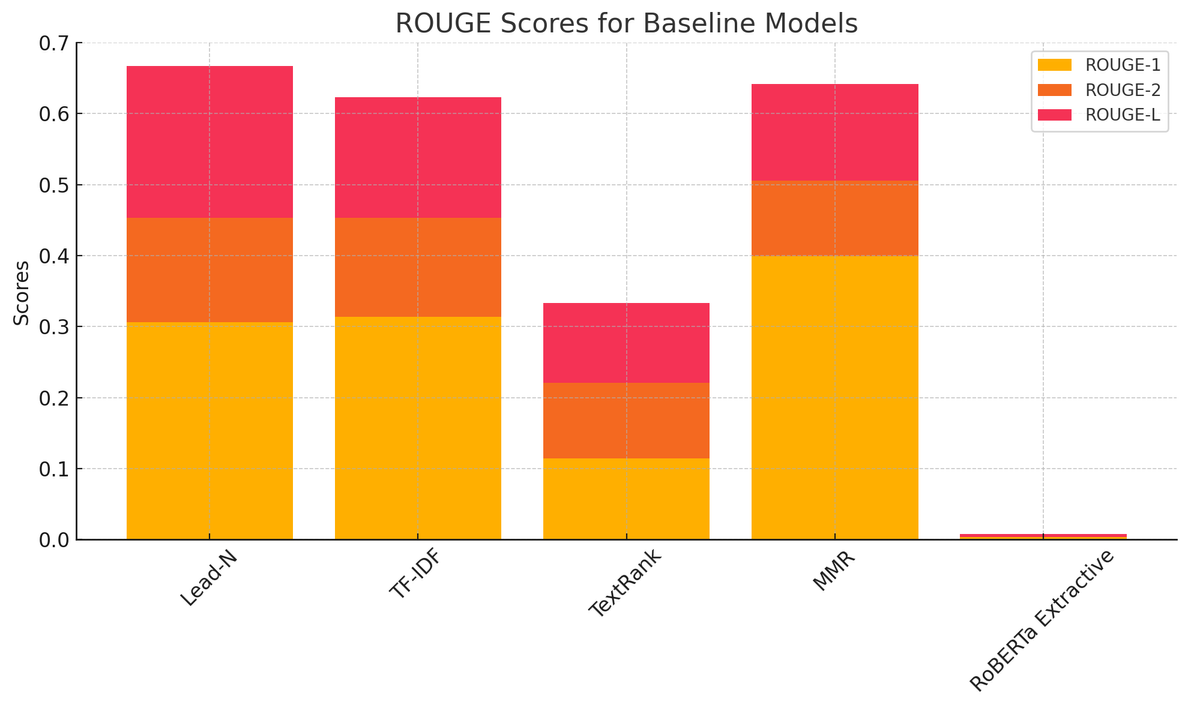 ROUGE Scores for Baseline Models
ROUGE-1
ROUGE-2
ROUGE-L
Scores
0.7
0.6
0.5
0.4
0.3
0.2
0.1
0.0
Lead-N
TF-IDF
TextRank
MMR
RoBERTa Extractive